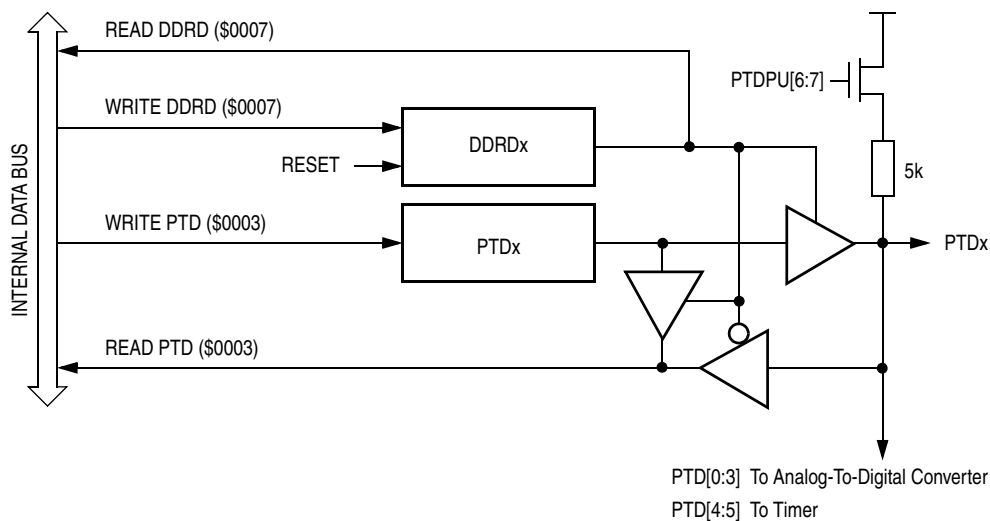 READ DDRD ($0007)
PTDPU[6:7]
WRITE DDRD ($0007)
DDRDx
RESET
5k
WRITE PTD ($0003)
PTDx
PTDx
INTERNAL DATA BUS
READ PTD ($0003)
PTD[0:3] To Analog-To-Digital Converter
PTD[4:5] To Timer